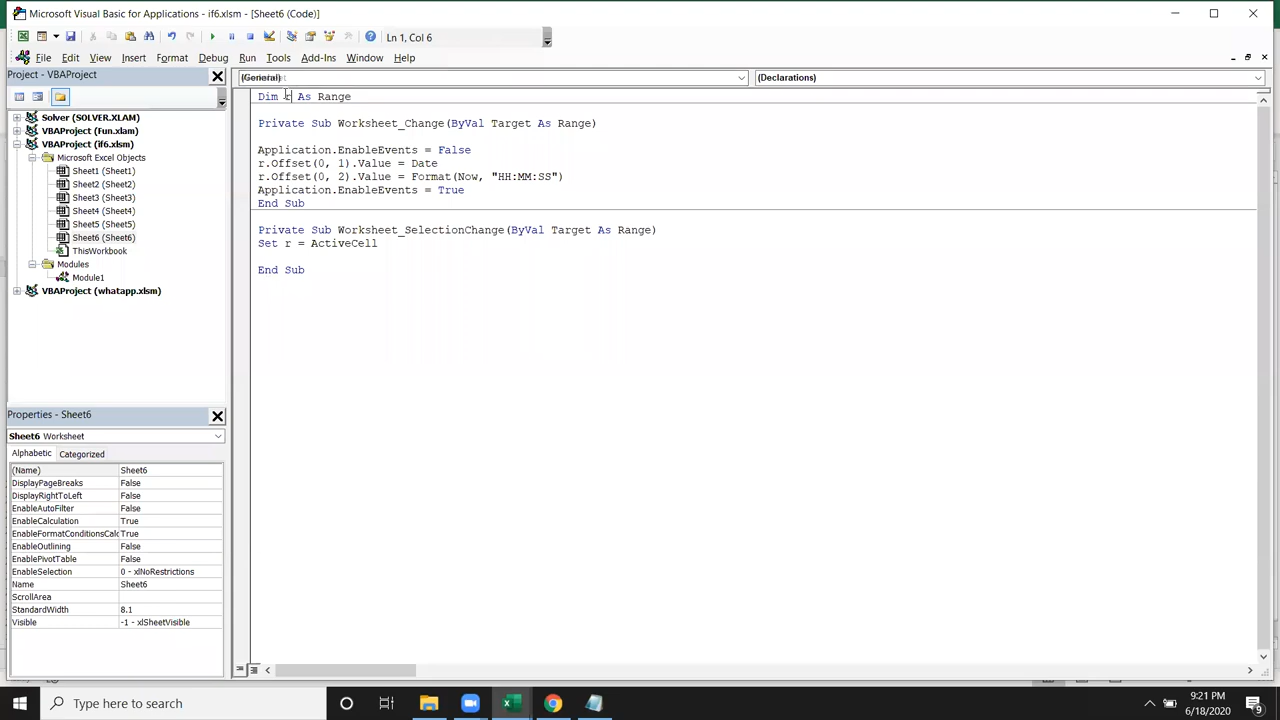 Microsoft Visual Basic for Applications - if6.xlsm - [Sheet6 (Code)]
Ln 1, Col 6
File Edit View Insert Format Debug Run Tools Add-Ins Window Help
Project - VBAProject
(General)
(Declarations)
Solver (SOLVER.XLAM)
VBAProject (Fun.xlam)
VBAProject (if6.xlsm)
Microsoft Excel Objects
Sheet1 (Sheet1)
Sheet2 (Sheet2)
Sheet3 (Sheet3)
Sheet4 (Sheet4)
Sheet5 (Sheet5)
Sheet6 (Sheet6)
ThisWorkbook
Modules
Module1
VBAProject (whatapp.xlsm)
Dim r As Range
Private Sub Worksheet_Change(ByVal Target As Range)
Application.EnableEvents = False
r.Offset(0, 1).Value = Date
r.Offset(0, 2).Value = Format(Now, "HH:MM:SS")
Application.EnableEvents = True
End Sub
Private Sub Worksheet_SelectionChange(ByVal Target As Range)
Set r = ActiveCell
End Sub
Properties - Sheet6
Sheet6 Worksheet
Alphabetic Categorized
(Name) Sheet6
DisplayPageBreaks False
DisplayRightToLeft False
EnableAutoFilter False
EnableCalculation True
EnableFormatConditionsCalc True
EnableOutlining False
EnablePivotTable False
EnableSelection 0 - xlNoRestrictions
Name Sheet6
ScrollArea
StandardWidth 8.1
Visible -1 - xlSheetVisible
Type here to search
9:21 PM
6/18/2020
9